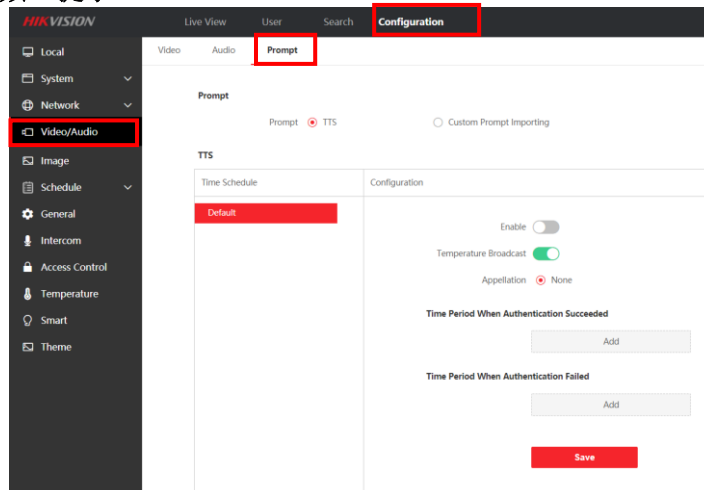 HIKVISION Live View User Search Configuration
Local Video Audio Prompt
System
Network
Video/Audio
Image
Schedule
General
Intercom
Access Control
Temperature
Smart
Theme
Prompt
Prompt TTS Custom Prompt Importing
TTS
Time Schedule Configuration
Default
Enable
Temperature Broadcast
Appellation None
Time Period When Authentication Succeeded
Add
Time Period When Authentication Failed
Add
Save